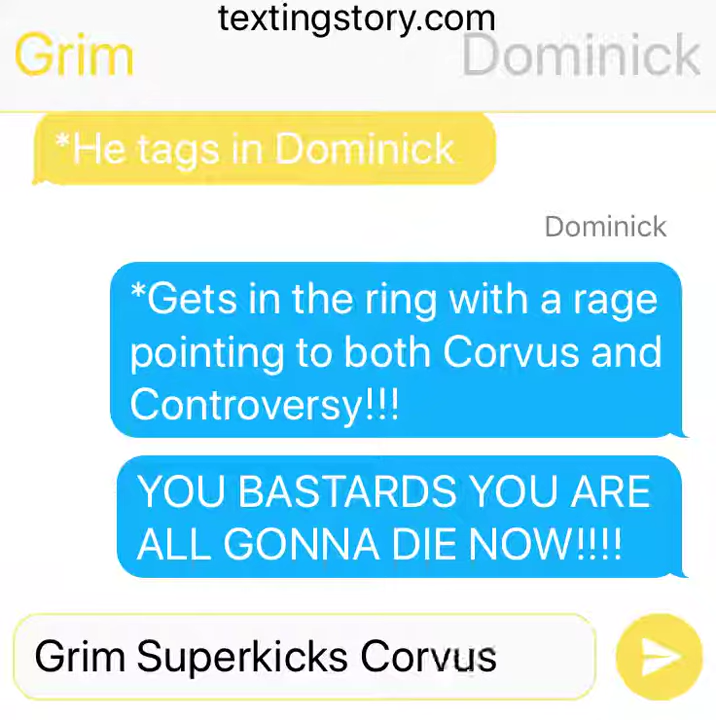 textingstory.com
Grim
Dominick
*He tags in Dominick
Dominick
*Gets in the ring with a rage
pointing to both Corvus and
Controversy!!!
YOU BASTARDS YOU ARE
ALL GONNA DIE NOW!!!!
Grim Superkicks Corvus